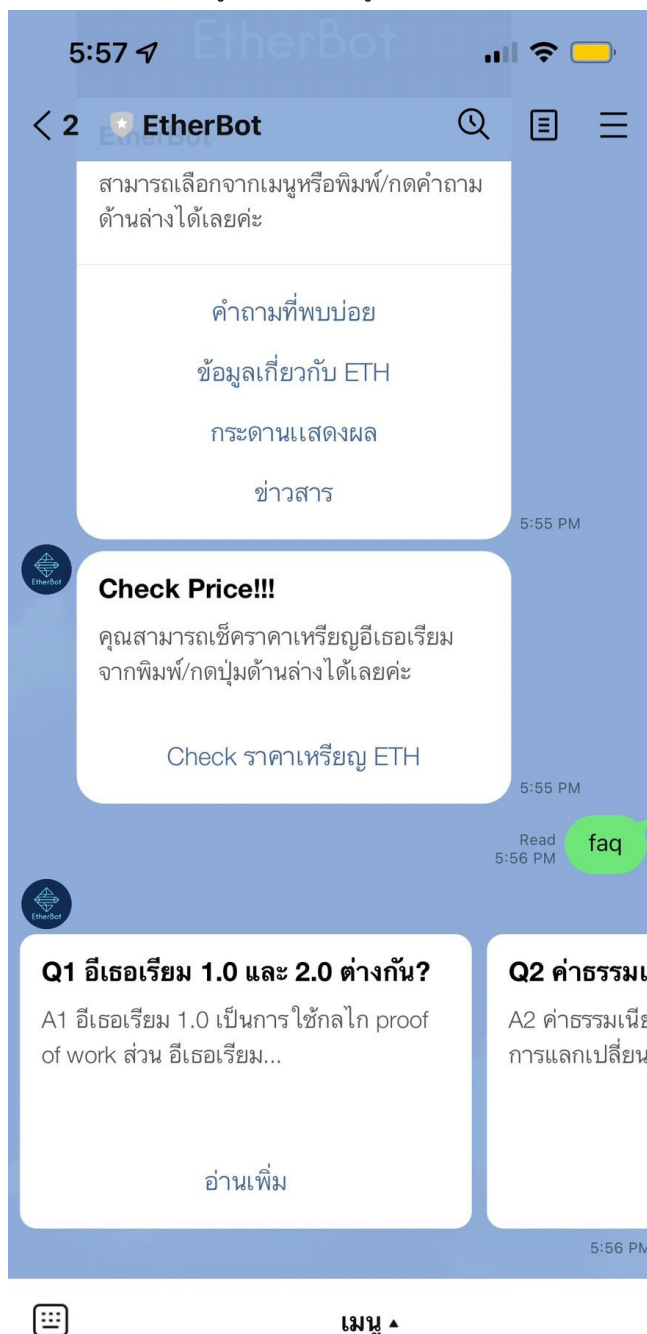 EtherBot
5:57
2 EtherBot
สามารถเลือกจากเมนูหรือพิมพ์/กดคำถาม
ด้านล่างได้เลยค่ะ
คำถามที่พบบ่อย
ข้อมูลเกี่ยวกับ ETH
กระดานแสดงผล
ข่าวสาร
5:55 PM
EtherBot
Check Price!!!
คุณสามารถเช็คราคาเหรียญอีเธอเรียม
จากพิมพ์/กดปุ่มด้านล่างได้เลยค่ะ
Check ราคาเหรียญ ETH
5:55 PM
Read
5:56 PM
faq
EtherBot
Q1 อีเธอเรียม 1.0 และ 2.0 ต่างกัน?
A1 อีเธอเรียม 1.0 เป็นการใช้กลไก proof
of work ส่วน อีเธอเรียม...
อ่านเพิ่ม
Q2 ค่าธรรมเ
A2 ค่าธรรมเนีย
การแลกเปลี่ยน
5:56 PM
เมนู